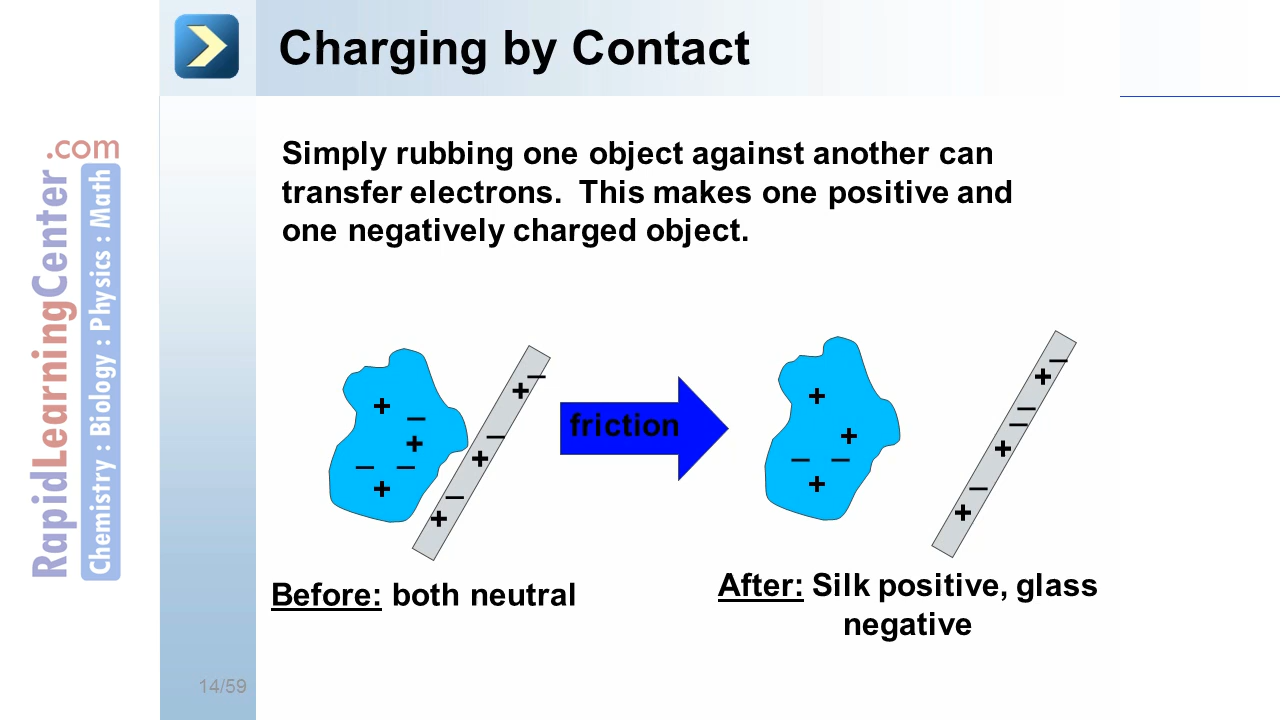 Charging by Contact
.com
RapidLearningCenter
Chemistry : Biology : Physics : Math
Simply rubbing one object against another can
transfer electrons.  This makes one positive and
one negatively charged object.
+ –
+
– –
+
+ –
+ –
+ –
friction
+
+
– –
+
+ –
–
–
+
–
+
Before: both neutral
After: Silk positive, glass
negative
14/59